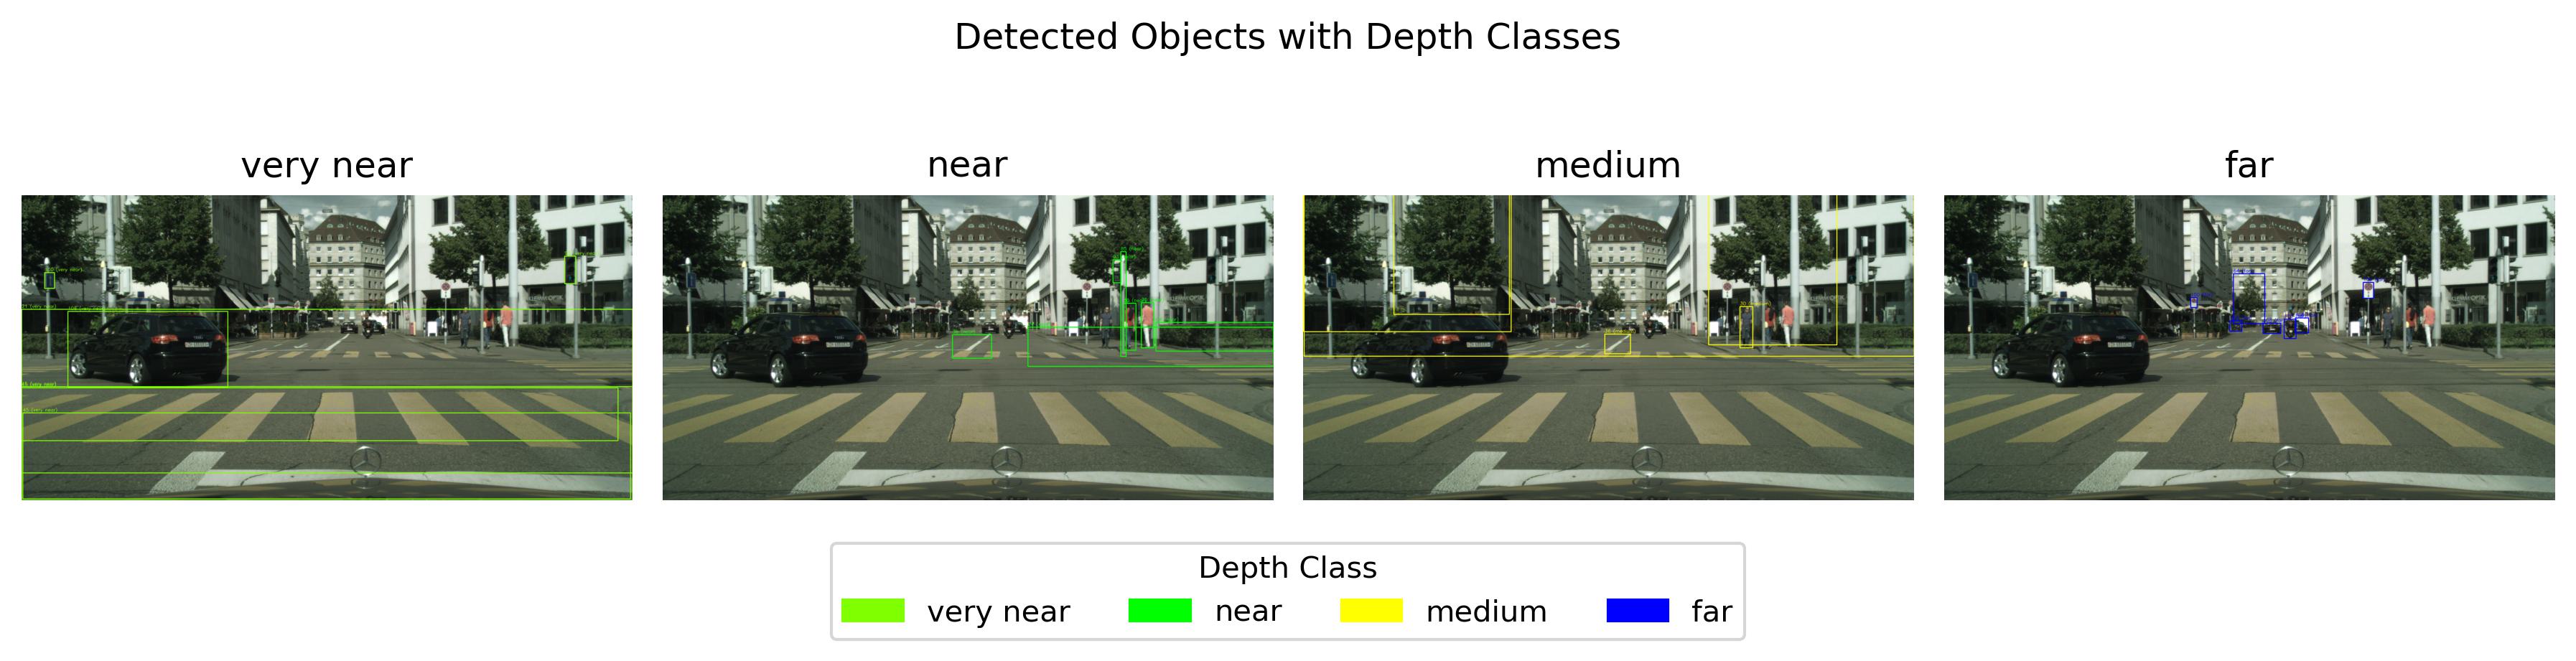 Detected Objects with Depth Classes
very near
near
medium
far
Depth Class
very near
near
medium
far